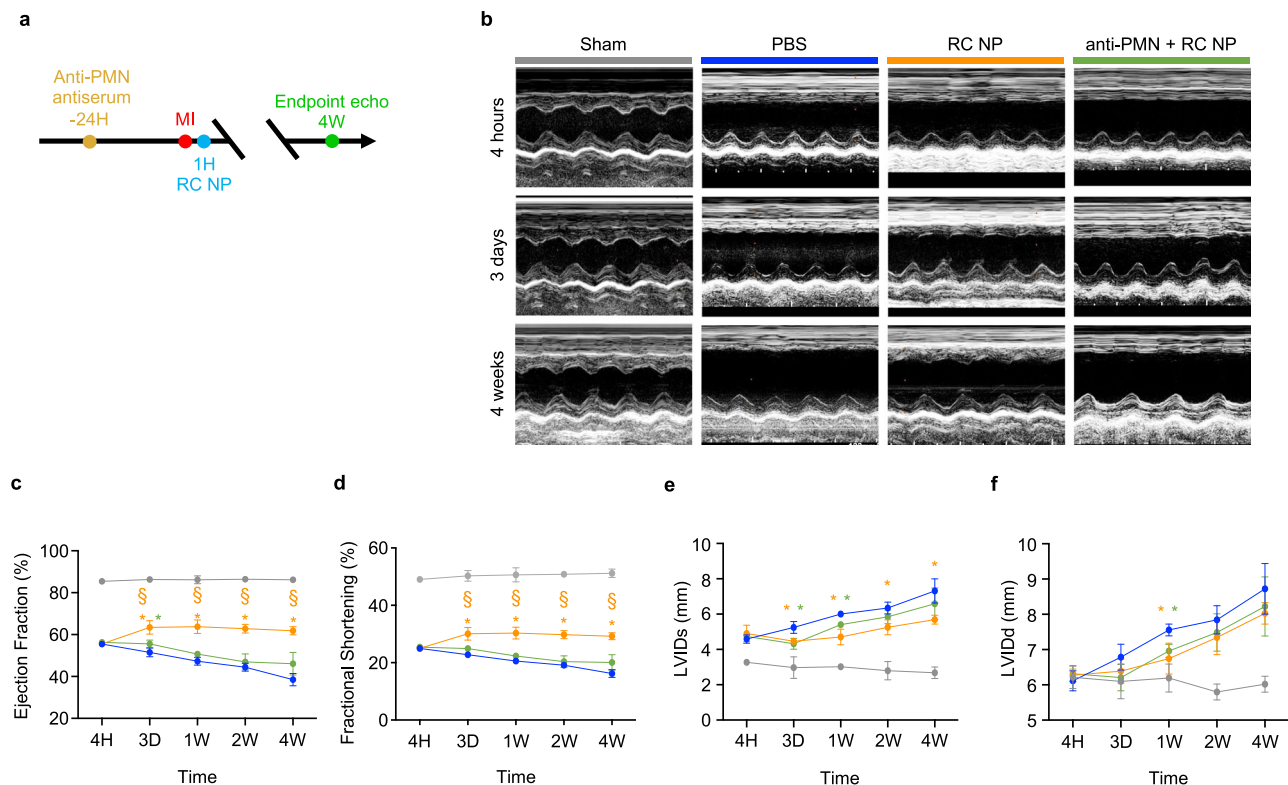 a
Anti-PMN
antiserum
-24H
MI
1H
RC NP
Endpoint echo
4W
b
Sham
PBS
RC NP
anti-PMN + RC NP
4 hours
3 days
4 weeks
c
Ejection Fraction (%)
100
80
60
40
20
§ § § §
* * * * *
4H 3D 1W 2W 4W
Time
d
Fractional Shortening (%)
60
40
20
0
§ § § §
* * * *
4H 3D 1W 2W 4W
Time
e
LVIDs (mm)
10
8
6
4
2
0
* * * * * *
4H 3D 1W 2W 4W
Time
f
LVIDd (mm)
10
9
8
7
6
5
* *
4H 3D 1W 2W 4W
Time